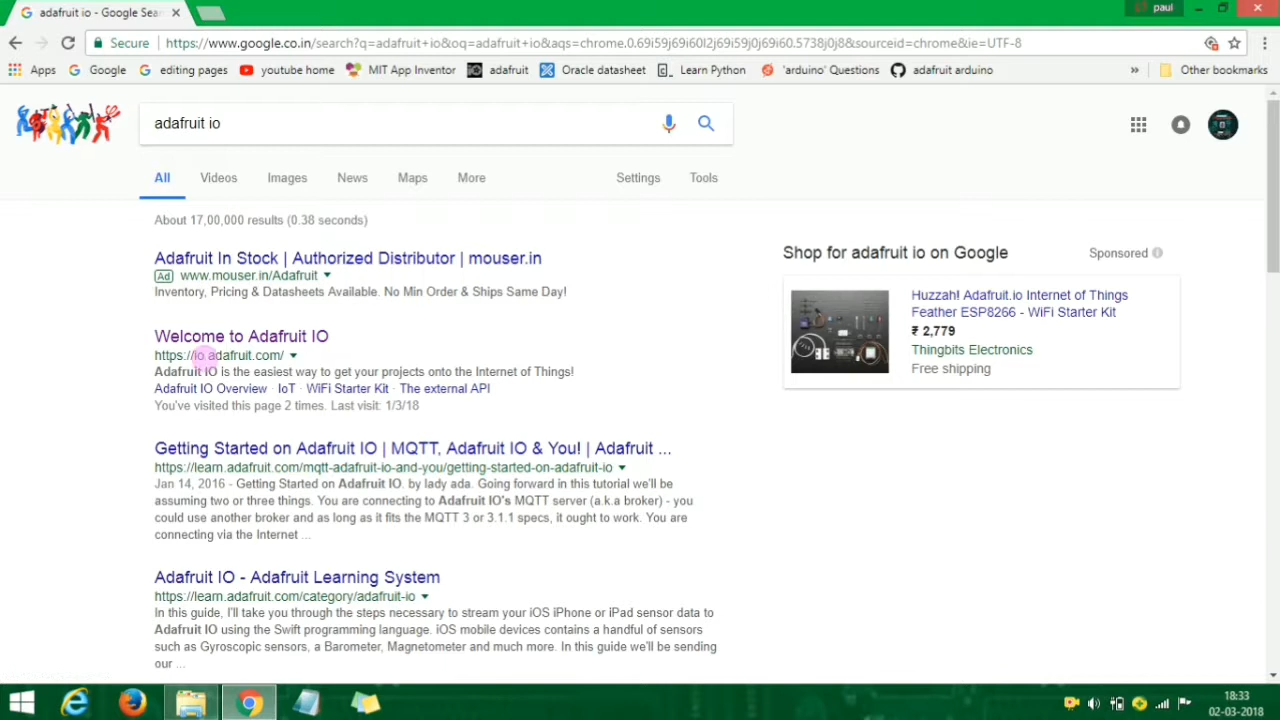 adafruit io - Google Sear
paul
Secure
https://www.google.co.in/search?q=adafruit+io&oq=adafruit+io&aqs=chrome.0.69i59j69i60l2j69i59j0j69i60.5738j0j8&sourceid=chrome&ie=UTF-8
Apps Google editing pages youtube home MIT App Inventor adafruit Oracle datasheet Learn Python 'arduino' Questions adafruit arduino » Other bookmarks
adafruit io
All Videos Images News Maps More Settings Tools
About 17,00,000 results (0.38 seconds)
Adafruit In Stock | Authorized Distributor | mouser.in
Ad www.mouser.in/Adafruit
Inventory, Pricing & Datasheets Available. No Min Order & Ships Same Day!
Welcome to Adafruit IO
https://io.adafruit.com/
Adafruit IO is the easiest way to get your projects onto the Internet of Things!
Adafruit IO Overview · IoT · WiFi Starter Kit · The external API
You've visited this page 2 times. Last visit: 1/3/18
Getting Started on Adafruit IO | MQTT, Adafruit IO & You! | Adafruit ...
https://learn.adafruit.com/mqtt-adafruit-io-and-you/getting-started-on-adafruit-io
Jan 14, 2016 - Getting Started on Adafruit IO. by lady ada. Going forward in this tutorial we'll be
assuming two or three things. You are connecting to Adafruit IO's MQTT server (a.k.a broker) - you
could use another broker and as long as it fits the MQTT 3 or 3.1.1 specs, it ought to work. You are
connecting via the Internet ...
Adafruit IO - Adafruit Learning System
https://learn.adafruit.com/category/adafruit-io
In this guide, I'll take you through the steps necessary to stream your iOS iPhone or iPad sensor data to
Adafruit IO using the Swift programming language. iOS mobile devices contains a handful of sensors
such as Gyroscopic sensors, a Barometer, Magnetometer and much more. In this guide we'll be sending
our ...
Shop for adafruit io on Google Sponsored
Huzzah! Adafruit.io Internet of Things
Feather ESP8266 - WiFi Starter Kit
₹ 2,779
Thingbits Electronics
Free shipping
18:33
02-03-2018